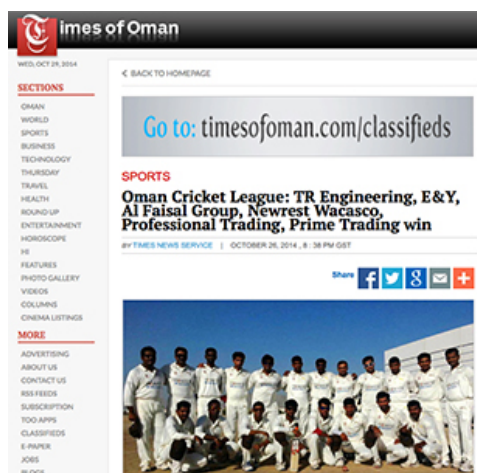 Times of Oman
WED, OCT 29, 2014
SECTIONS
OMAN
WORLD
SPORTS
BUSINESS
TECHNOLOGY
THURSDAY
TRAVEL
HEALTH
ROUND UP
ENTERTAINMENT
HOROSCOPE
HI
FEATURES
PHOTO GALLERY
VIDEOS
COLUMNS
CINEMA LISTINGS
MORE
ADVERTISING
ABOUT US
CONTACT US
RSS FEEDS
SUBSCRIPTION
TOO APPS
CLASSIFIEDS
E-PAPER
JOBS
BLOGS
< BACK TO HOMEPAGE
Go to: timesofoman.com/classifieds
SPORTS
Oman Cricket League: TR Engineering, E&Y,
Al Faisal Group, Newrest Wacasco,
Professional Trading, Prime Trading win
BY TIMES NEWS SERVICE | OCTOBER 26, 2014 , 8 : 38 PM GST
Share